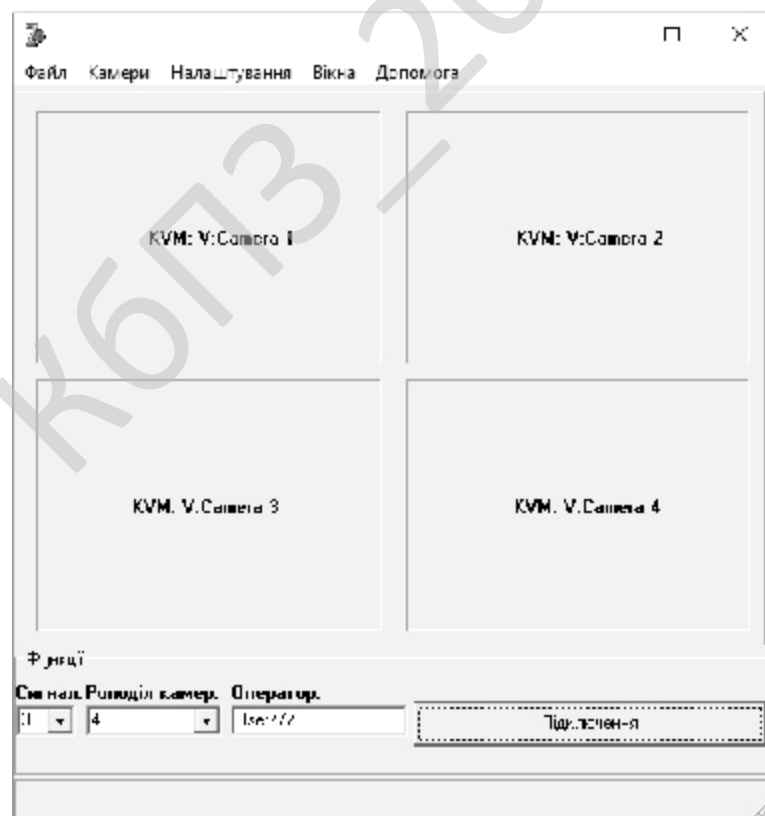 Файл Камери Налаштування Вікна Допомога
KVM: V:Camera 1
KVM: V:Camera 2
KVM: V:Camera 3
KVM: V:Camera 4
Функції
Сигнал: Розподіл камер: Оператор:
4
Підключення
КбПЗ_20